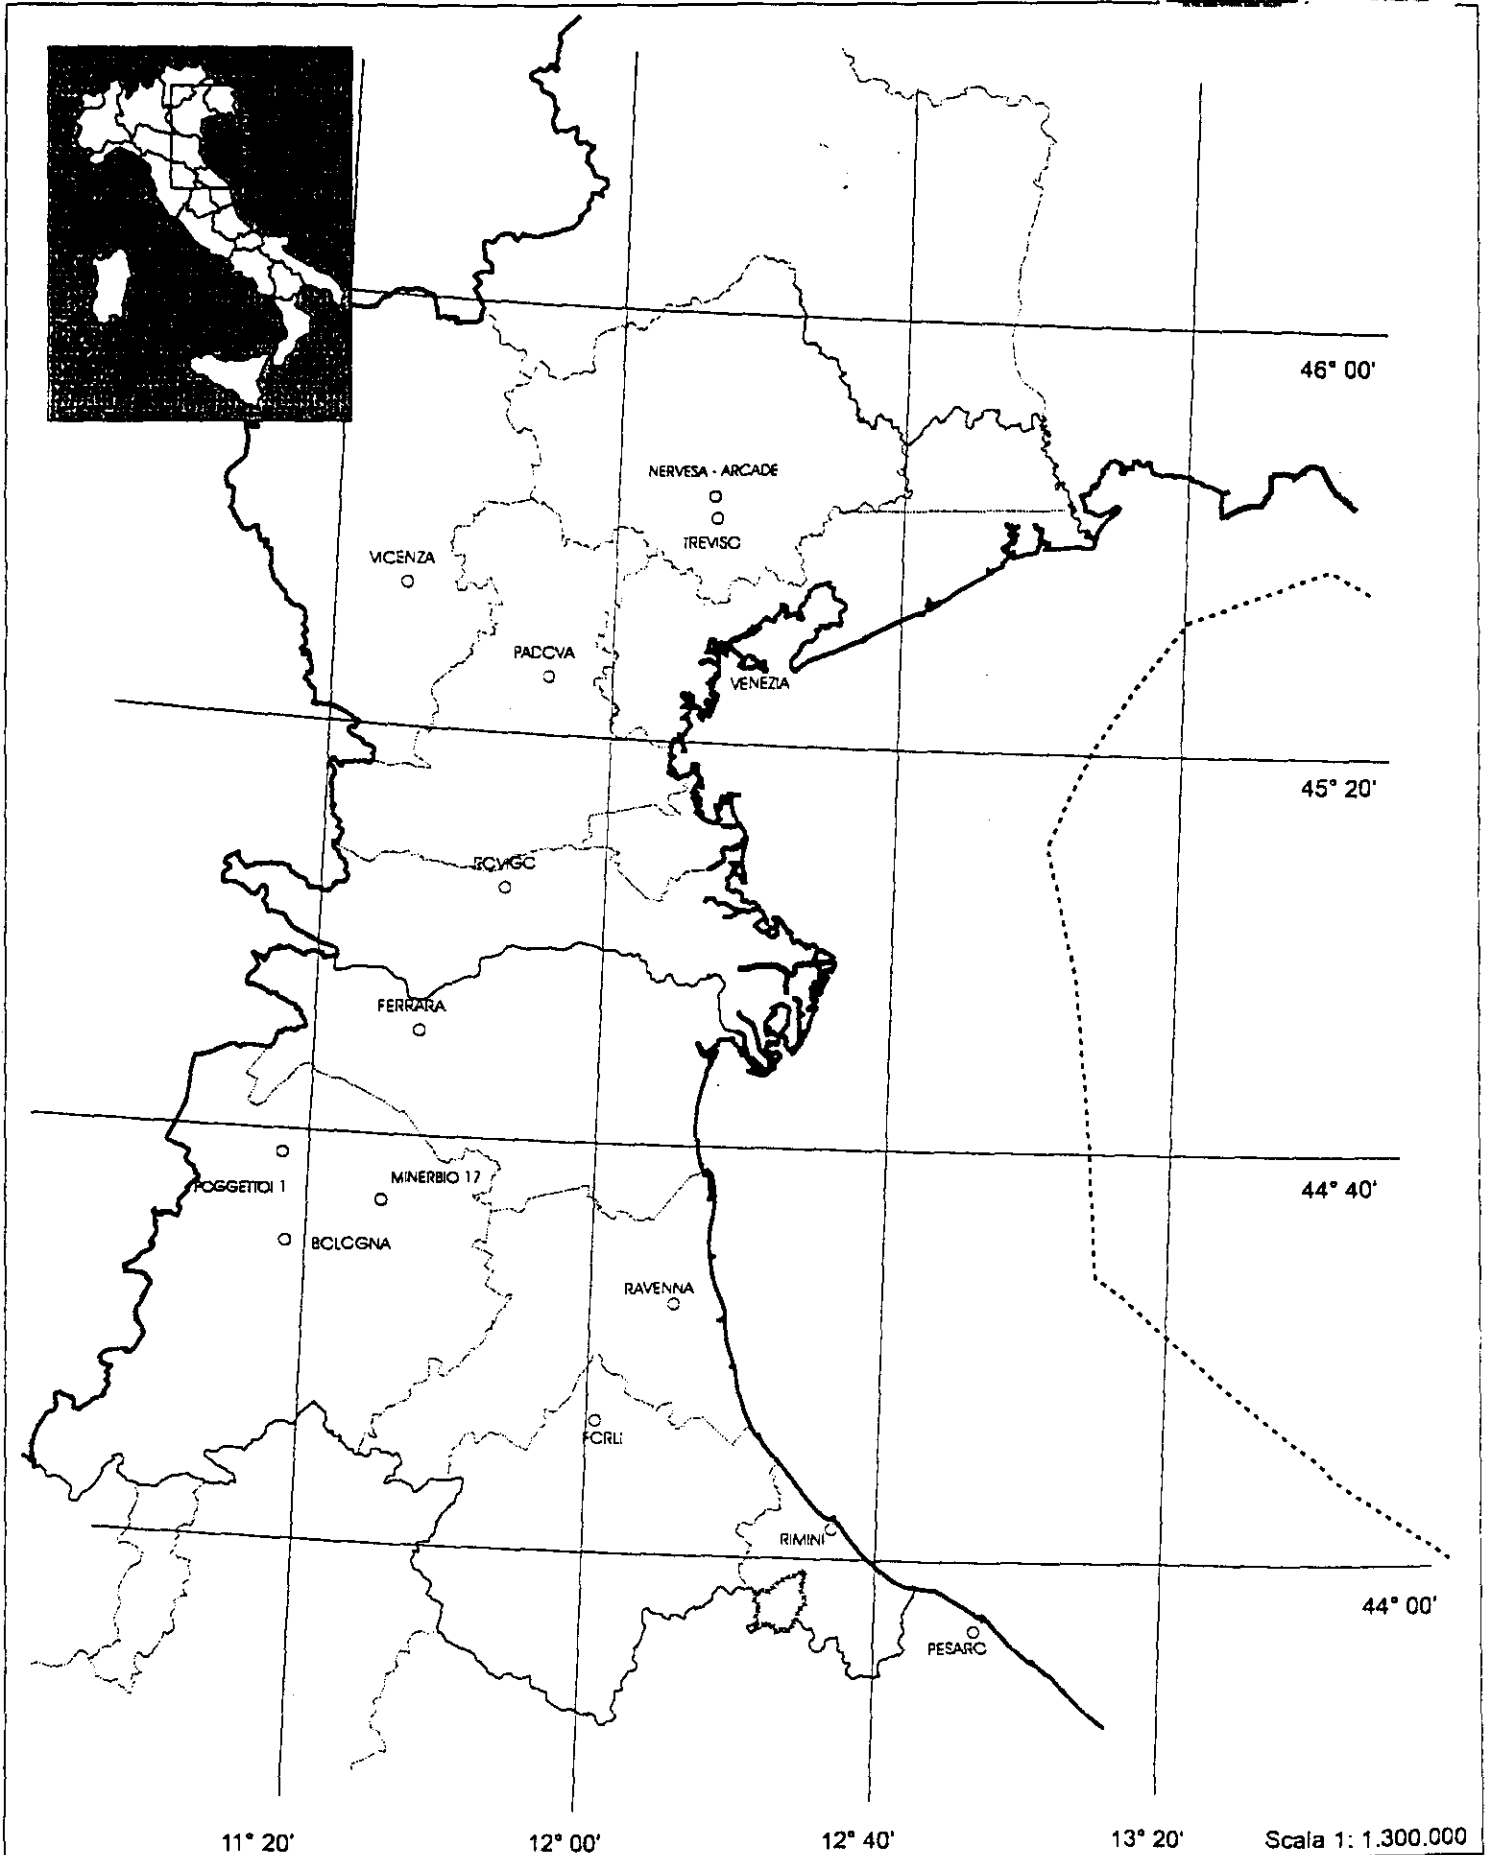 46° 00'
NERVESA - ARCADE
TREVISO
VICENZA
PADOVA
VENEZIA
45° 20'
ROVIGO
FERRARA
MINERBIO 17
POGGETTOI 1
44° 40'
BOLOGNA
RAVENNA
FORLI
RIMINI
44° 00'
PESARO
11° 20'
12° 00'
12° 40'
13° 20'
Scala 1: 1.300.000